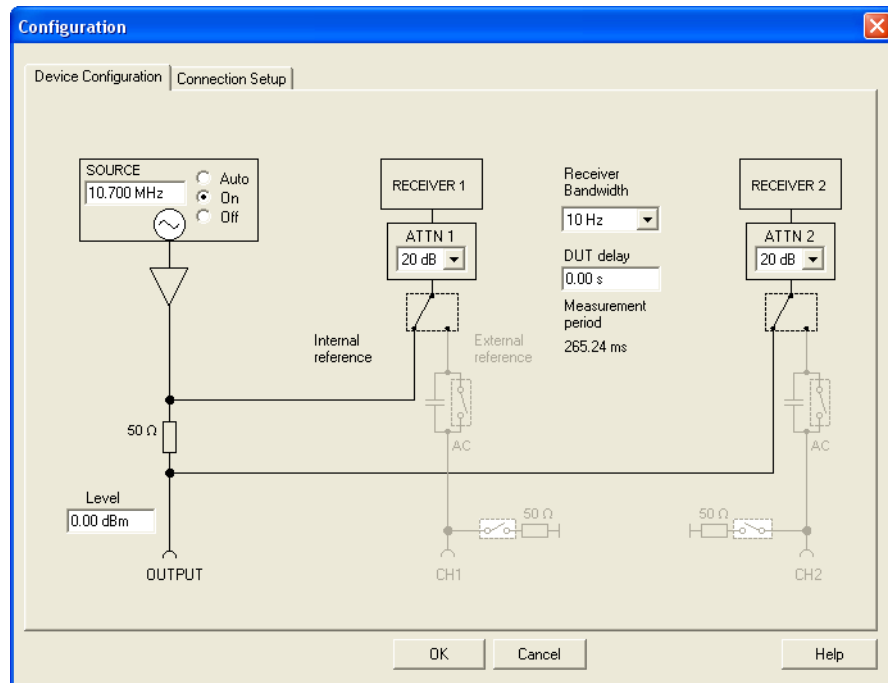 Configuration
Device Configuration
Connection Setup
SOURCE
10.700 MHz
Auto
On
Off
RECEIVER 1
ATTN 1
20 dB
Receiver
Bandwidth
10 Hz
DUT delay
0.00 s
Measurement
period
265.24 ms
RECEIVER 2
ATTN 2
20 dB
Internal
reference
External
reference
AC
AC
50 Ω
Level
0.00 dBm
50 Ω
50 Ω
OUTPUT
CH1
CH2
OK
Cancel
Help